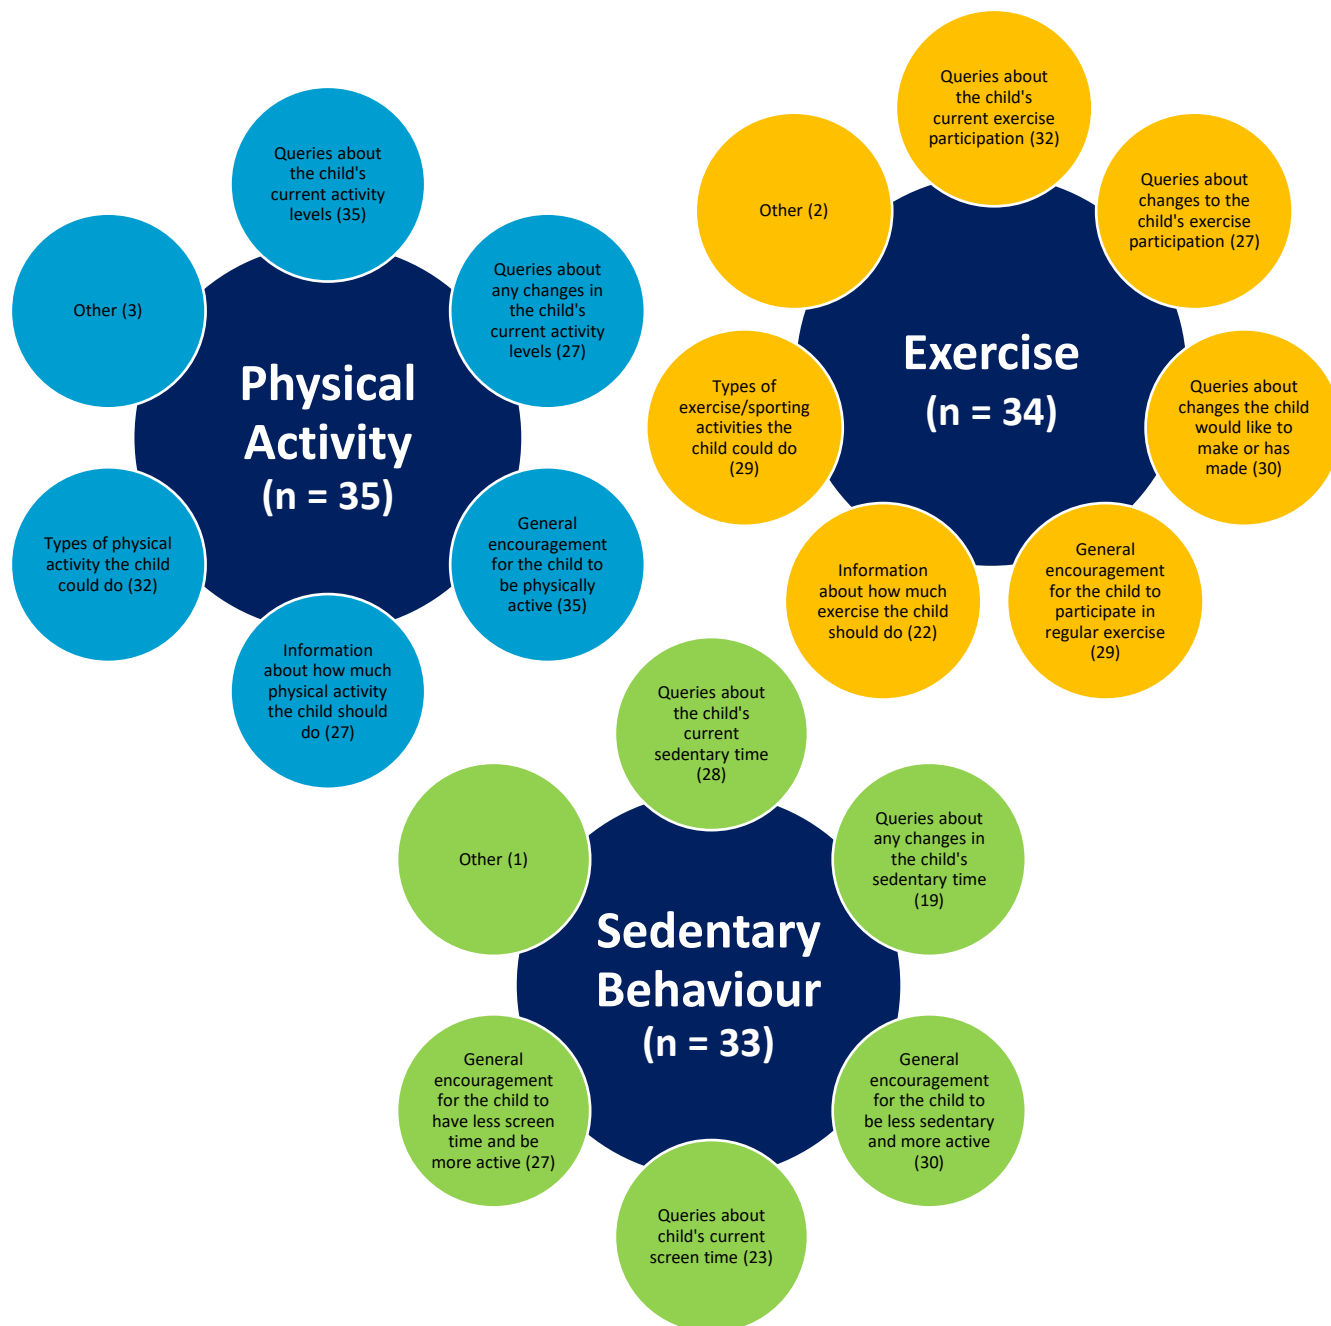 Physical
Activity
(n = 35)
Queries about
the child's
current activity
levels (35)
Queries about
any changes in
the child's
current activity
levels (27)
General
encouragement
for the child to
be physically
active (35)
Information
about how much
physical activity
the child should
do (27)
Types of physical
activity the child
could do (32)
Other (3)
Exercise
(n = 34)
Queries about
the child's
current exercise
participation (32)
Queries about
changes to the
child's exercise
participation (27)
Queries about
changes the child
would like to
make or has
made (30)
General
encouragement
for the child to
participate in
regular exercise
(29)
Information
about how much
exercise the child
should do (22)
Types of
exercise/sporting
activities the
child could do
(29)
Other (2)
Sedentary
Behaviour
(n = 33)
Queries about
the child's
current
sedentary time
(28)
Queries about
any changes in
the child's
sedentary time
(19)
General
encouragement
for the child to
be less sedentary
and more active
(30)
Queries about
child's current
screen time (23)
General
encouragement
for the child to
have less screen
time and be
more active (27)
Other (1)